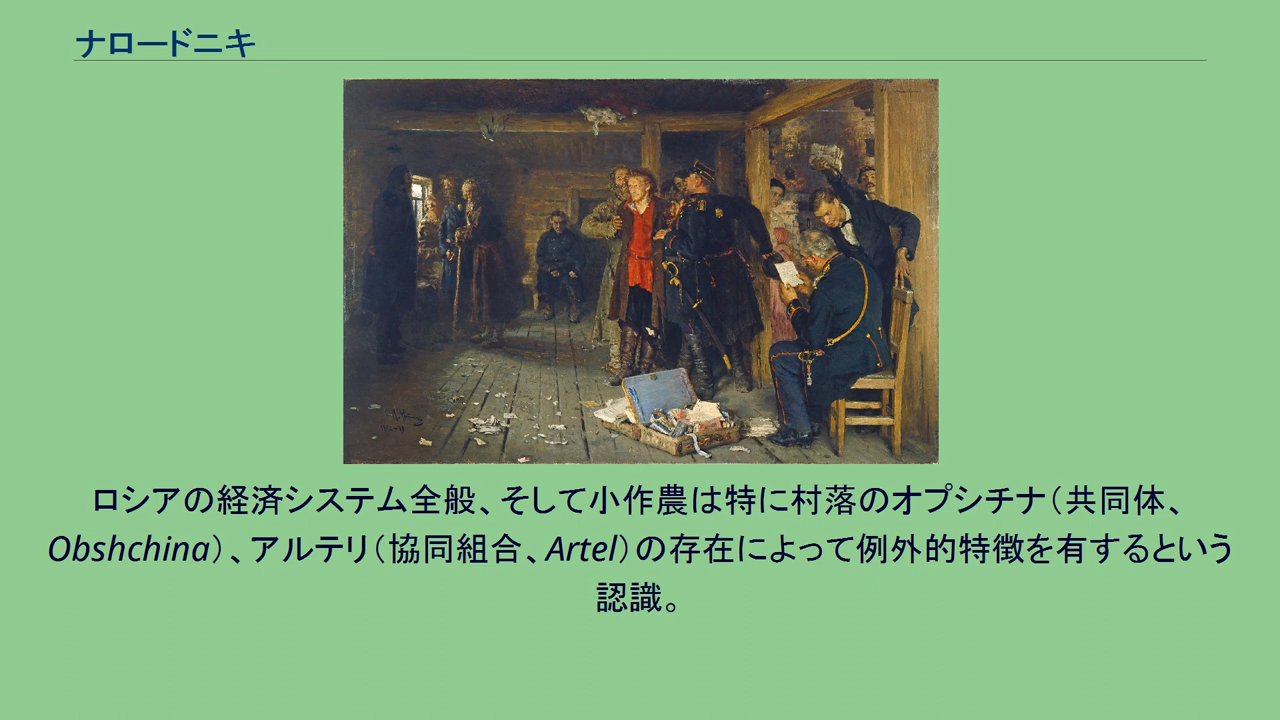 ナロードニキ
ロシアの経済システム全般、そして小作農は特に村落のオプシチナ（共同体、
Obshchina）、アルテリ（協同組合、Artel）の存在によって例外的特徴を有するという
認識。